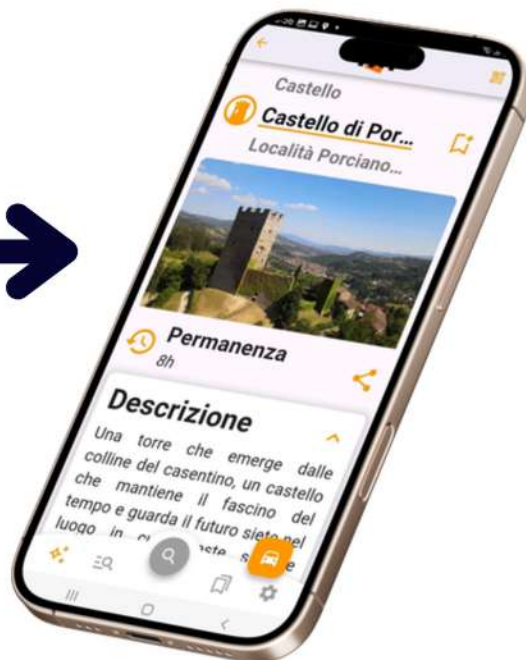 Castello
Castello di Por...
Località Porciano...
Permanenza
8h
Descrizione
Una torre che emerge dalle
colline del casentino, un castello
che mantiene il fascino del
tempo e guarda il futuro siete nel
luogo in